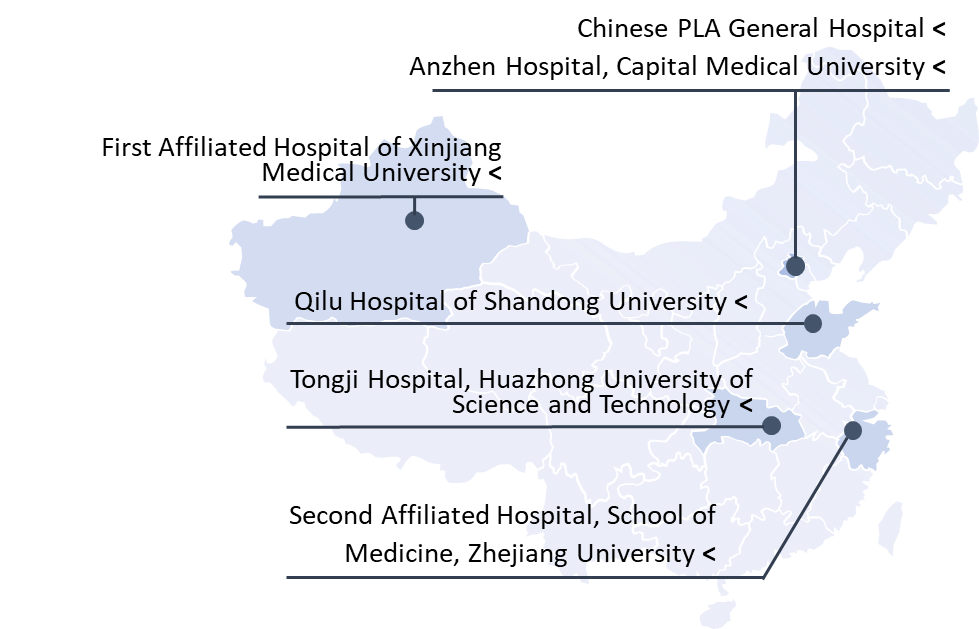 Chinese PLA General Hospital <
Anzhen Hospital, Capital Medical University <
First Affiliated Hospital of Xinjiang
Medical University <
Qilu Hospital of Shandong University <
Tongji Hospital, Huazhong University of
Science and Technology <
Second Affiliated Hospital, School of
Medicine, Zhejiang University <